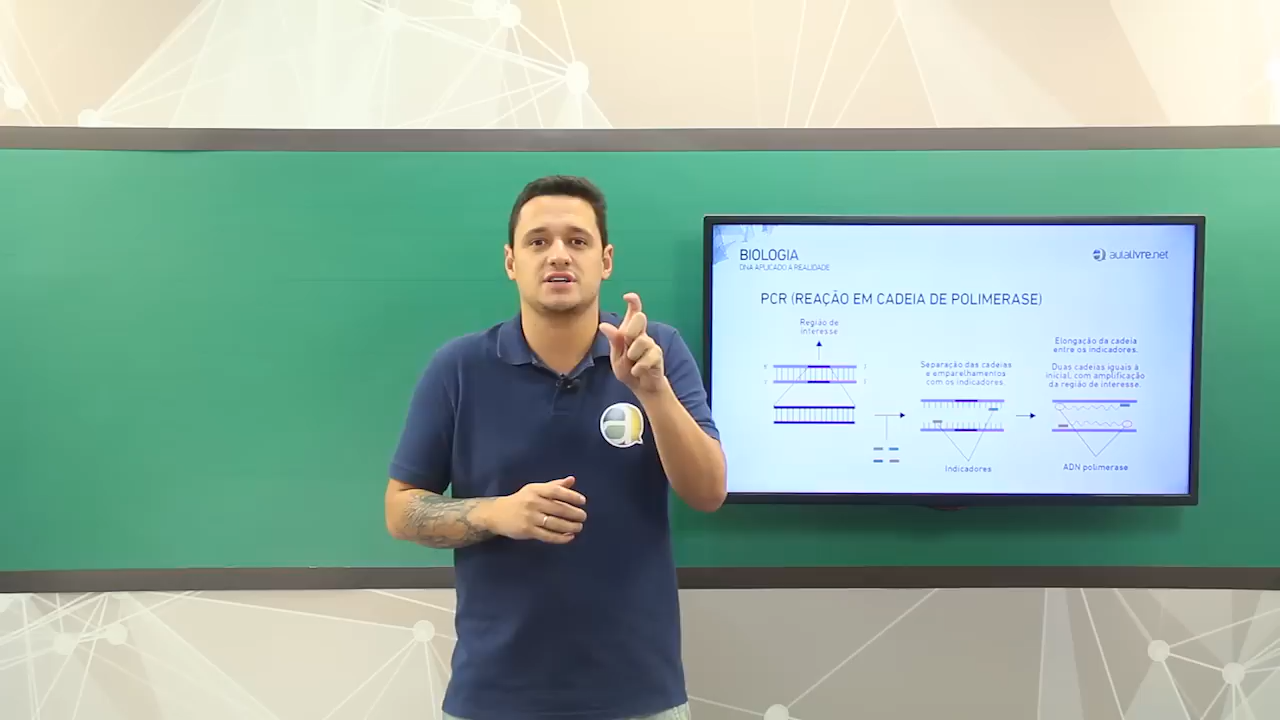 BIOLOGIA
DNA APLICADO À REALIDADE
aulalivre.net
PCR (REAÇÃO EM CADEIA DE POLIMERASE)
Região de
interesse
Separação das cadeias
e emparelhamentos
com os indicadores.
Indicadores
Elongação da cadeia
entre os indicadores.
Duas cadeias iguais à
inicial, com amplificação
da região de interesse.
ADN polimerase